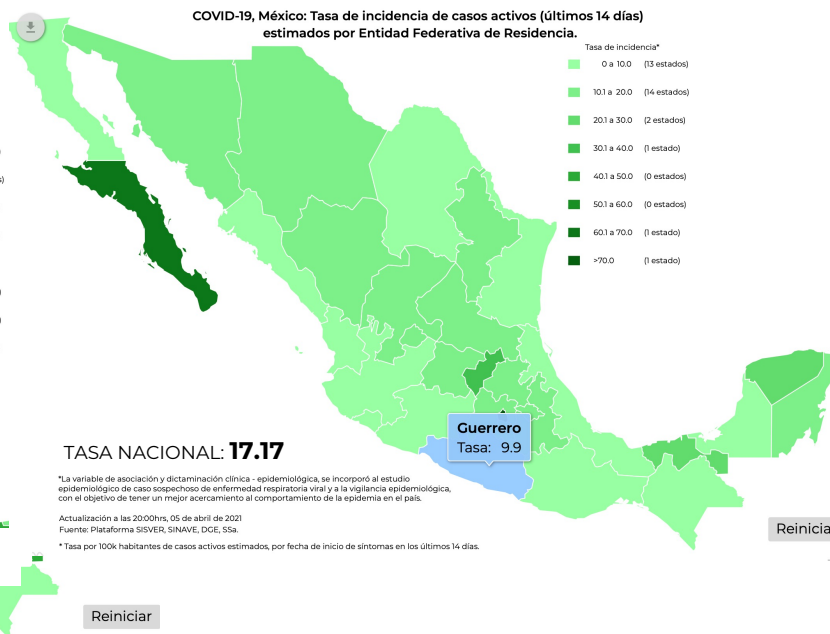 COVID-19, México: Tasa de incidencia de casos activos (últimos 14 días)
estimados por Entidad Federativa de Residencia.
Tasa de incidencia*
0 a 10.0 (13 estados)
10.1 a 20.0 (14 estados)
20.1 a 30.0 (2 estados)
30.1 a 40.0 (1 estado)
40.1 a 50.0 (0 estados)
50.1 a 60.0 (0 estados)
60.1 a 70.0 (1 estado)
>70.0 (1 estado)
Guerrero
Tasa: 9.9
TASA NACIONAL: 17.17
*La variable de asociación y dictaminación clínica - epidemiológica, se incorporó al estudio
epidemiológico de caso sospechoso de enfermedad respiratoria viral y a la vigilancia epidemiológica,
con el objetivo de tener un mejor acercamiento al comportamiento de la epidemia en el país.
Actualización a las 20:00hrs, 05 de abril de 2021
Fuente: Plataforma SISVER, SINAVE, DGE, SSa.
* Tasa por 100k habitantes de casos activos estimados, por fecha de inicio de síntomas en los últimos 14 días.
Reinicia
Reiniciar